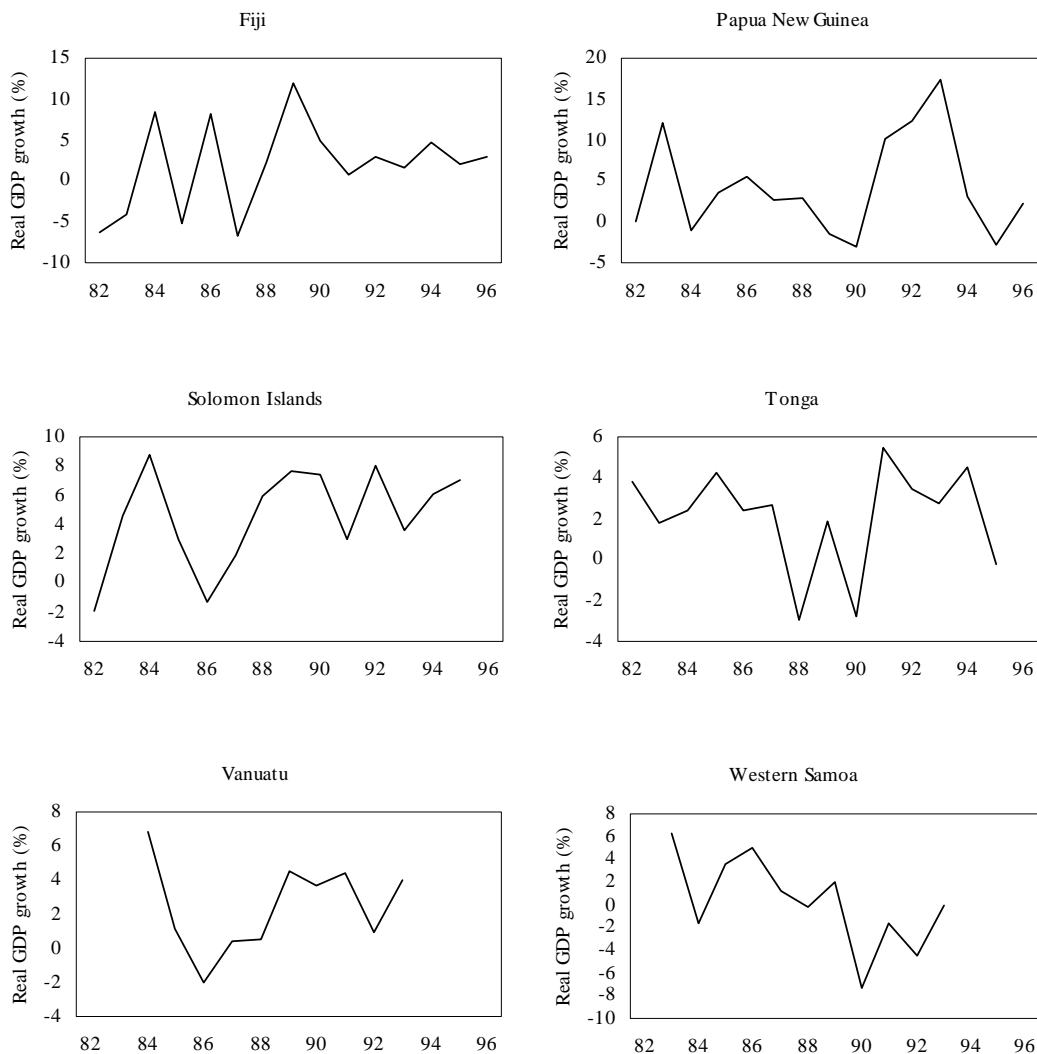 Fiji
Real GDP growth (%)
15
10
5
0
-5
-10
82 84 86 88 90 92 94 96
Papua New Guinea
Real GDP growth (%)
20
15
10
5
0
-5
82 84 86 88 90 92 94 96
Solomon Islands
Real GDP growth (%)
10
8
6
4
2
0
-2
-4
82 84 86 88 90 92 94 96
Tonga
Real GDP growth (%)
6
4
2
0
-2
-4
82 84 86 88 90 92 94 96
Vanuatu
Real GDP growth (%)
8
6
4
2
0
-2
-4
82 84 86 88 90 92 94 96
Western Samoa
Real GDP growth (%)
8
6
4
2
0
-2
-4
-6
-8
-10
82 84 86 88 90 92 94 96